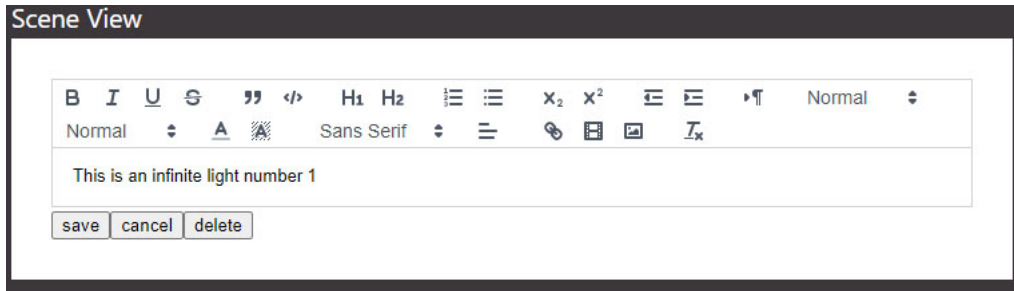 Scene View
B I U S " </> H1 H2 X2 X² Normal
Normal A A Sans Serif Tx
This is an infinite light number 1
save cancel delete